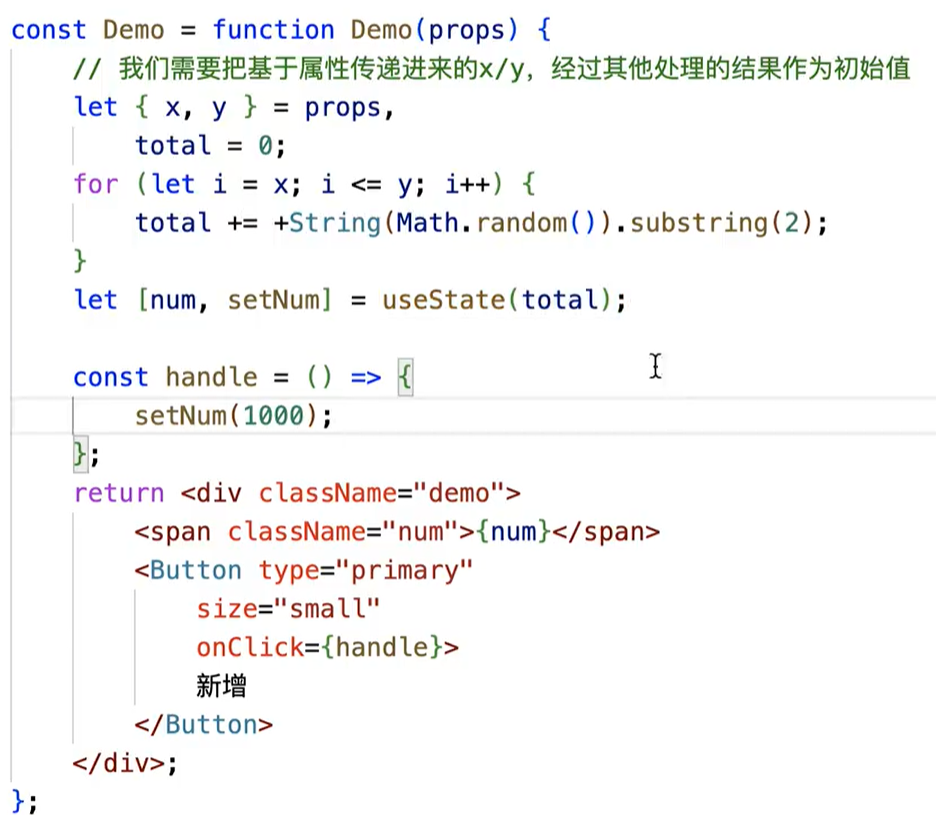 const Demo = function Demo(props) {
    // 我们需要把基于属性传递进来的x/y，经过其他处理的结果作为初始值
    let { x, y } = props,
        total = 0;
    for (let i = x; i <= y; i++) {
        total += +String(Math.random()).substring(2);
    }
    let [num, setNum] = useState(total);

    const handle = () => {
        setNum(1000);
    };
    return <div className="demo">
        <span className="num">{num}</span>
        <Button type="primary"
            size="small"
            onClick={handle}>
            新增
        </Button>
    </div>;
};